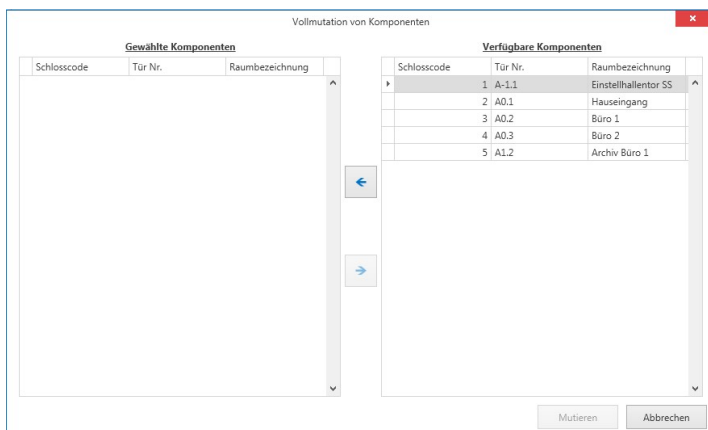 Vollmutation von Komponenten
Gewählte Komponenten
Schlosscode Tür Nr. Raumbezeichnung
Verfügbare Komponenten
Schlosscode Tür Nr. Raumbezeichnung
1 A-1.1 Einstellhallentor SS
2 A0.1 Hauseingang
3 A0.2 Büro 1
4 A0.3 Büro 2
5 A1.2 Archiv Büro 1
Mutieren Abbrechen